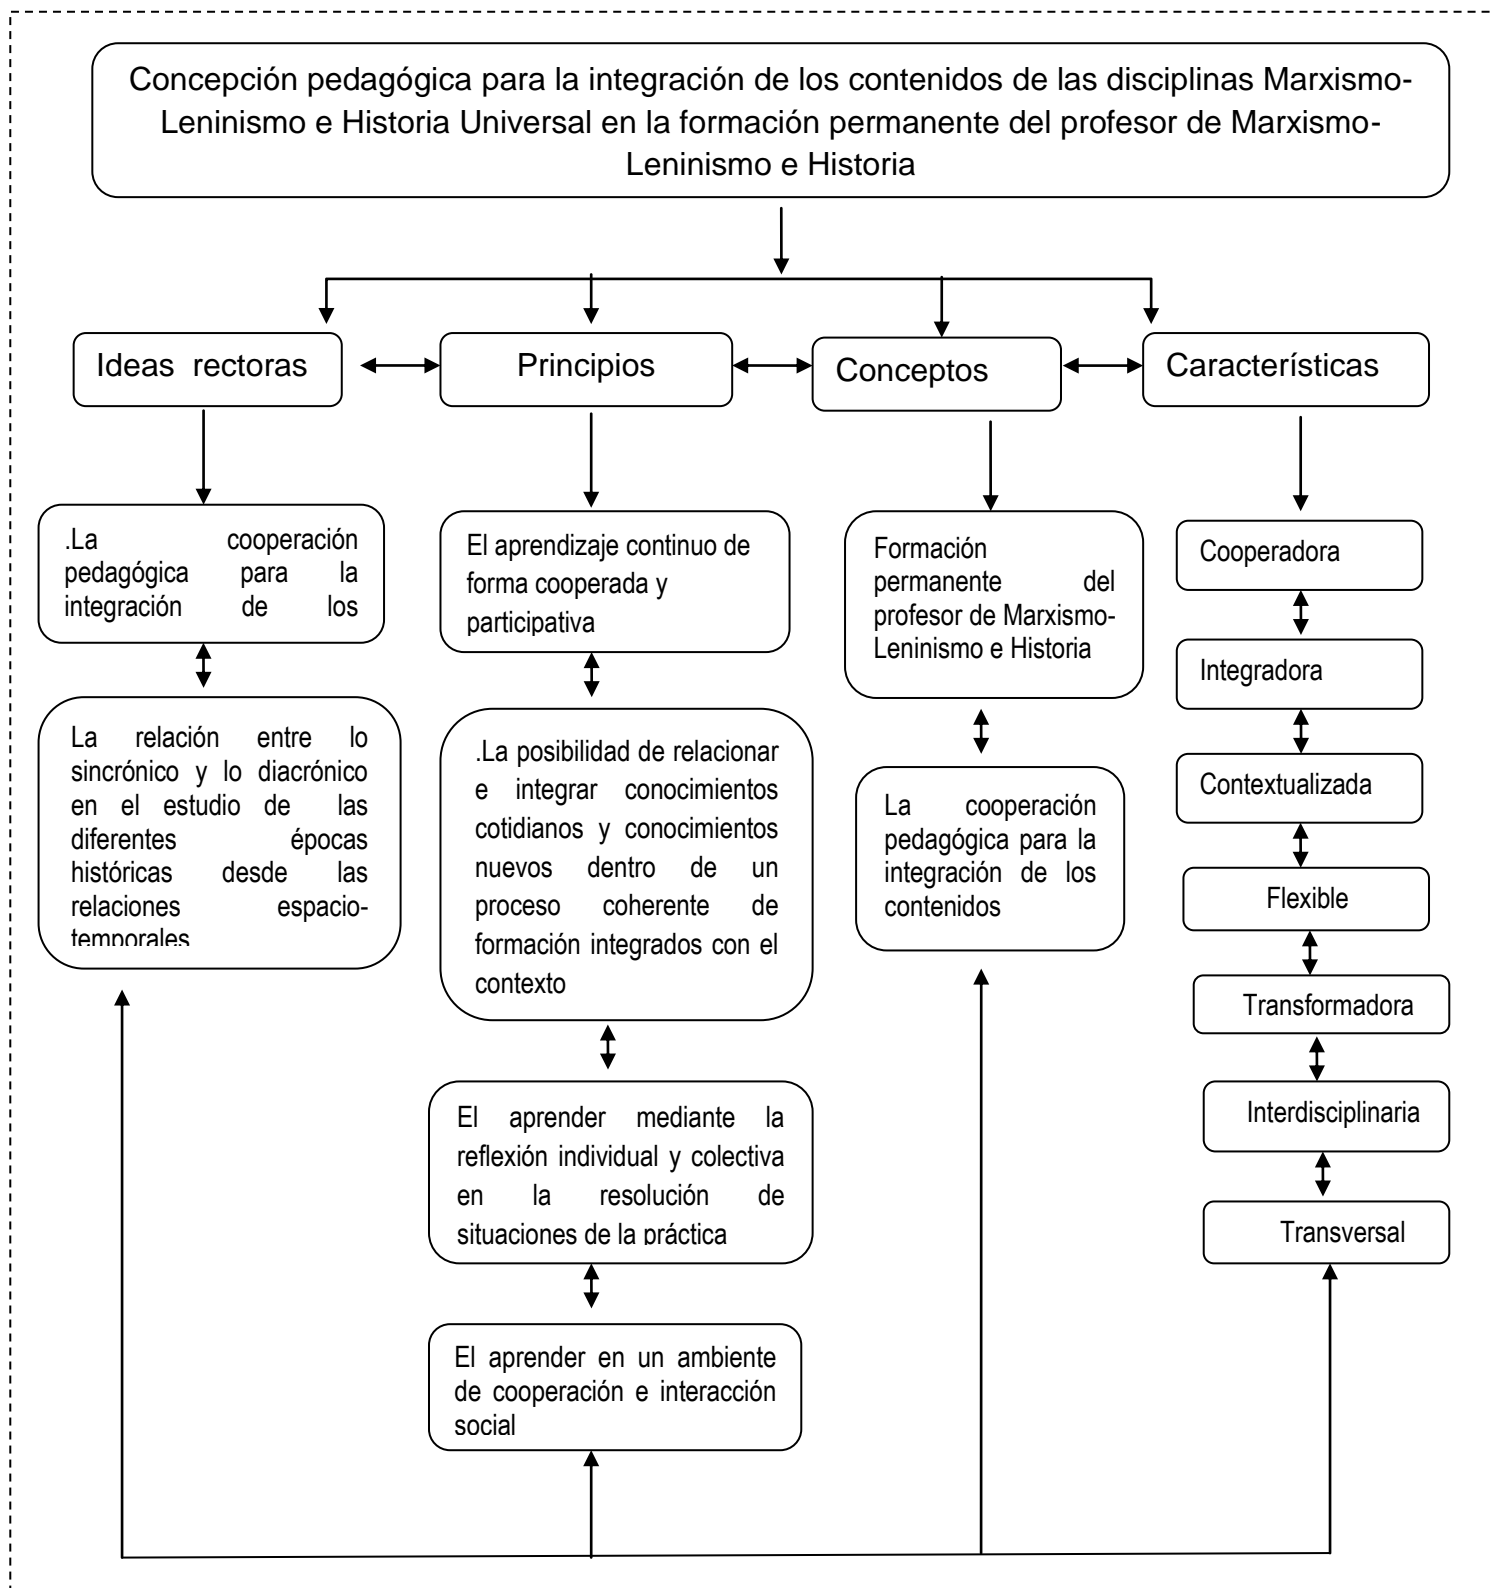 Concepción pedagógica para la integración de los contenidos de las disciplinas Marxismo-
Leninismo e Historia Universal en la formación permanente del profesor de Marxismo-
Leninismo e Historia
Ideas rectoras
Principios
Conceptos
Características
.La cooperación
pedagógica para la
integración de los
La relación entre lo
sincrónico y lo diacrónico
en el estudio de las
diferentes épocas
históricas desde las
relaciones espacio-
temporales
El aprendizaje continuo de
forma cooperada y
participativa
.La posibilidad de relacionar
e integrar conocimientos
cotidianos y conocimientos
nuevos dentro de un
proceso coherente de
formación integrados con el
contexto
El aprender mediante la
reflexión individual y colectiva
en la resolución de
situaciones de la práctica
El aprender en un ambiente
de cooperación e interacción
social
Formación
permanente del
profesor de Marxismo-
Leninismo e Historia
La cooperación
pedagógica para la
integración de los
contenidos
Cooperadora
Integradora
Contextualizada
Flexible
Transformadora
Interdisciplinaria
Transversal